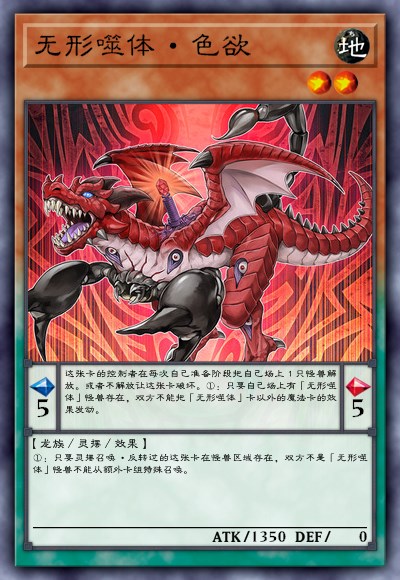 无形噬体・色欲
地
这张卡的控制者在每次自己准备阶段把自己场上1只怪兽解
放。或者不解放让这张卡破坏。①：只要自己场上有「无形噬
体」怪兽存在，双方不能把「无形噬体」卡以外的魔法卡的效
果发动。
5
5
【龙族／灵摆／效果】
①：只要灵摆召唤・反转过的这张卡在怪兽区域存在，双方不是「无形噬
体」怪兽不能从额外卡组特殊召唤。
ATK/1350 DEF/ 0